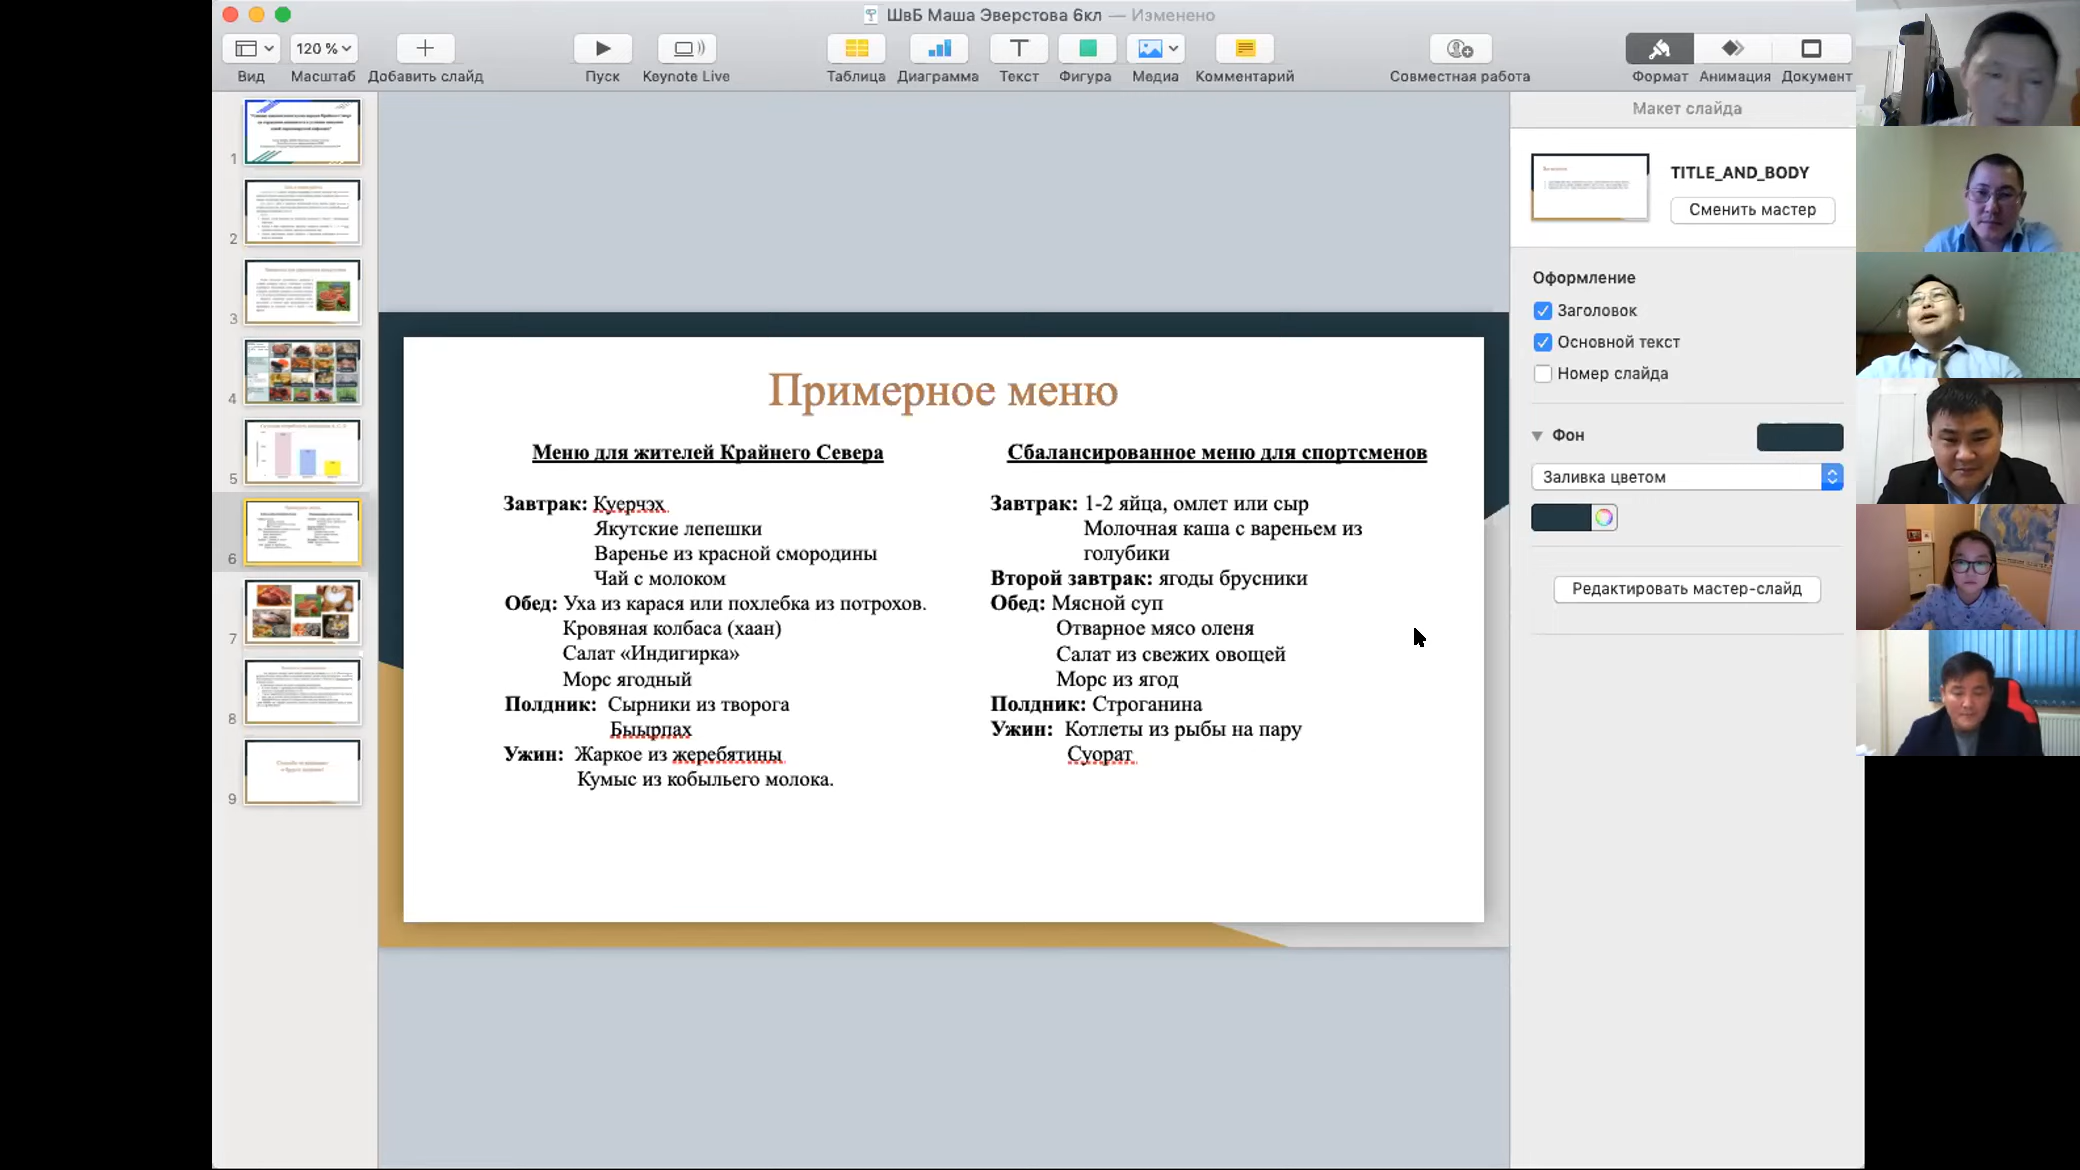 ШвБ Маша Эверстова 6кл — Изменено
120 %
Вид
Масштаб
Добавить слайд
Пуск
Keynote Live
Таблица
Диаграмма
Текст
Фигура
Медиа
Комментарий
Совместная работа
Формат
Анимация
Документ
1
2
3
4
5
6
7
8
9
Примерное меню
Меню для жителей Крайнего Севера
Завтрак: Куерчэх
Якутские лепешки
Варенье из красной смородины
Чай с молоком
Обед: Уха из карася или похлебка из потрохов.
Кровяная колбаса (хаан)
Салат «Индигирка»
Морс ягодный
Полдник: Сырники из творога
Быырпах
Ужин: Жаркое из жеребятины
Кумыс из кобыльего молока.
Сбалансированное меню для спортсменов
Завтрак: 1-2 яйца, омлет или сыр
Молочная каша с вареньем из
голубики
Второй завтрак: ягоды брусники
Обед: Мясной суп
Отварное мясо оленя
Салат из свежих овощей
Морс из ягод
Полдник: Строганина
Ужин: Котлеты из рыбы на пару
Суорат
Макет слайда
TITLE_AND_BODY
Сменить мастер
Оформление
Заголовок
Основной текст
Номер слайда
Фон
Заливка цветом
Редактировать мастер-слайд